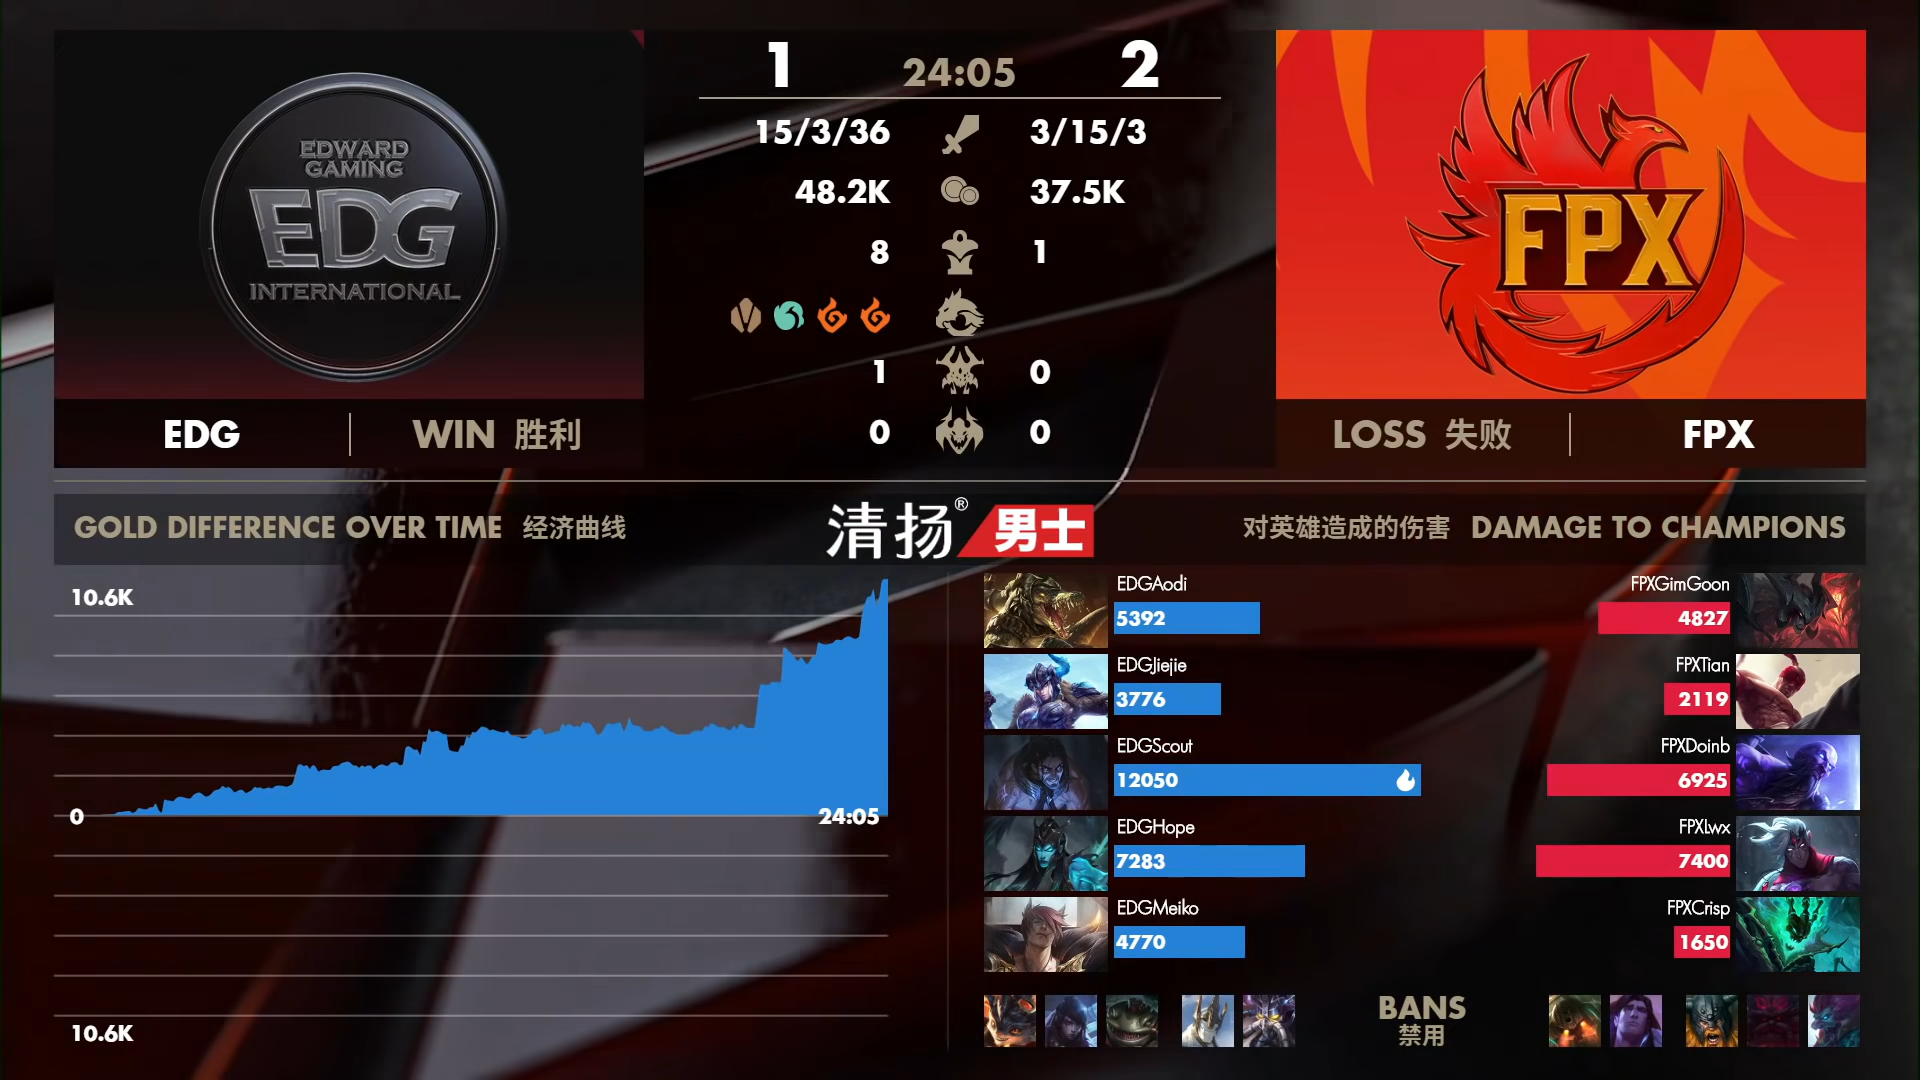 1 24:05 2
EDWARD
GAMING
EDG
INTERNATIONAL
FPX
15/3/36 3/15/3
48.2K 37.5K
8 1
1 0
0 0
EDG WIN 胜利
LOSS 失败 FPX
GOLD DIFFERENCE OVER TIME 经济曲线
清扬® 男士
对英雄造成的伤害 DAMAGE TO CHAMPIONS
10.6K
0 24:05
10.6K
EDGAodi FPXGimGoon
5392 4827
EDGJiejie FPXTian
3776 2119
EDGScout FPXDoinb
12050 6925
EDGHope FPXLwx
7283 7400
EDGMeiko FPXCrisp
4770 1650
BANS
禁用